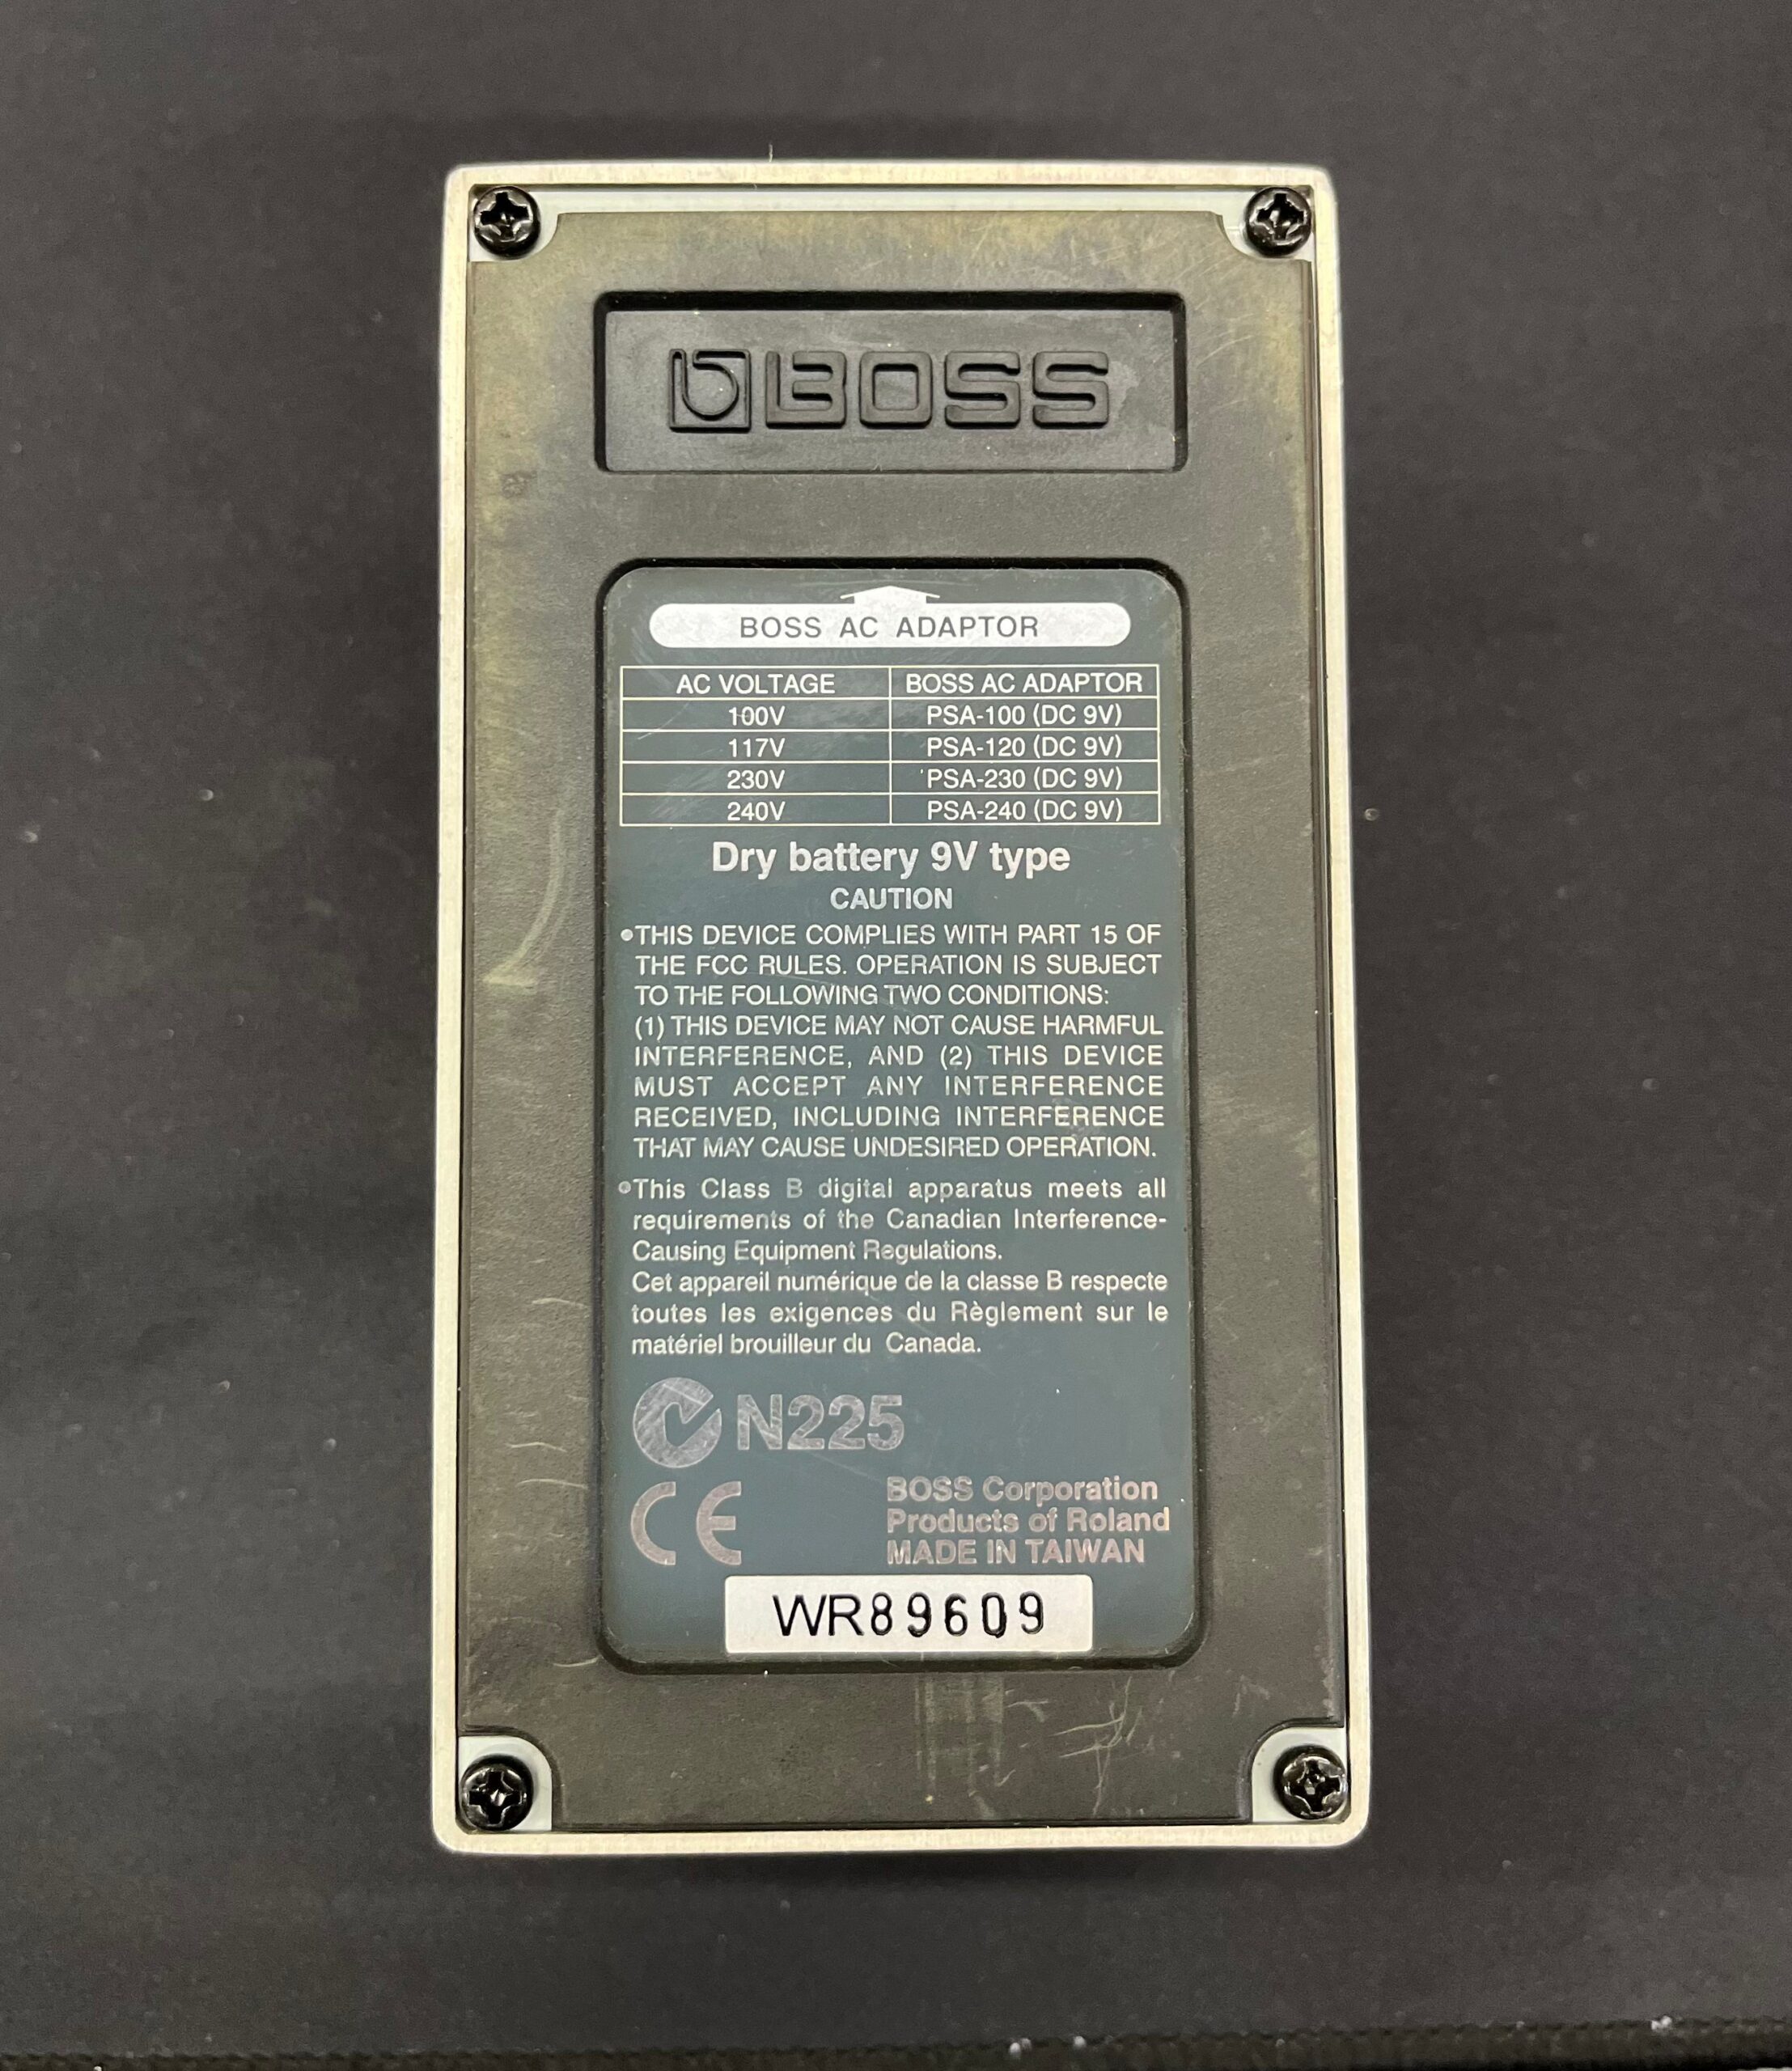 BOSS
BOSS AC ADAPTOR
AC VOLTAGE BOSS AC ADAPTOR
100V PSA-100 (DC 9V)
117V PSA-120 (DC 9V)
230V PSA-230 (DC 9V)
240V PSA-240 (DC 9V)
Dry battery 9V type
CAUTION
•THIS DEVICE COMPLIES WITH PART 15 OF
THE FCC RULES. OPERATION IS SUBJECT
TO THE FOLLOWING TWO CONDITIONS:
(1) THIS DEVICE MAY NOT CAUSE HARMFUL
INTERFERENCE, AND (2) THIS DEVICE
MUST ACCEPT ANY INTERFERENCE
RECEIVED, INCLUDING INTERFERENCE
THAT MAY CAUSE UNDESIRED OPERATION.
•This Class B digital apparatus meets all
requirements of the Canadian Interference-
Causing Equipment Regulations.
Cet appareil numérique de la classe B respecte
toutes les exigences du Règlement sur le
matériel brouilleur du Canada.
N225
CE
BOSS Corporation
Products of Roland
MADE IN TAIWAN
WR89609